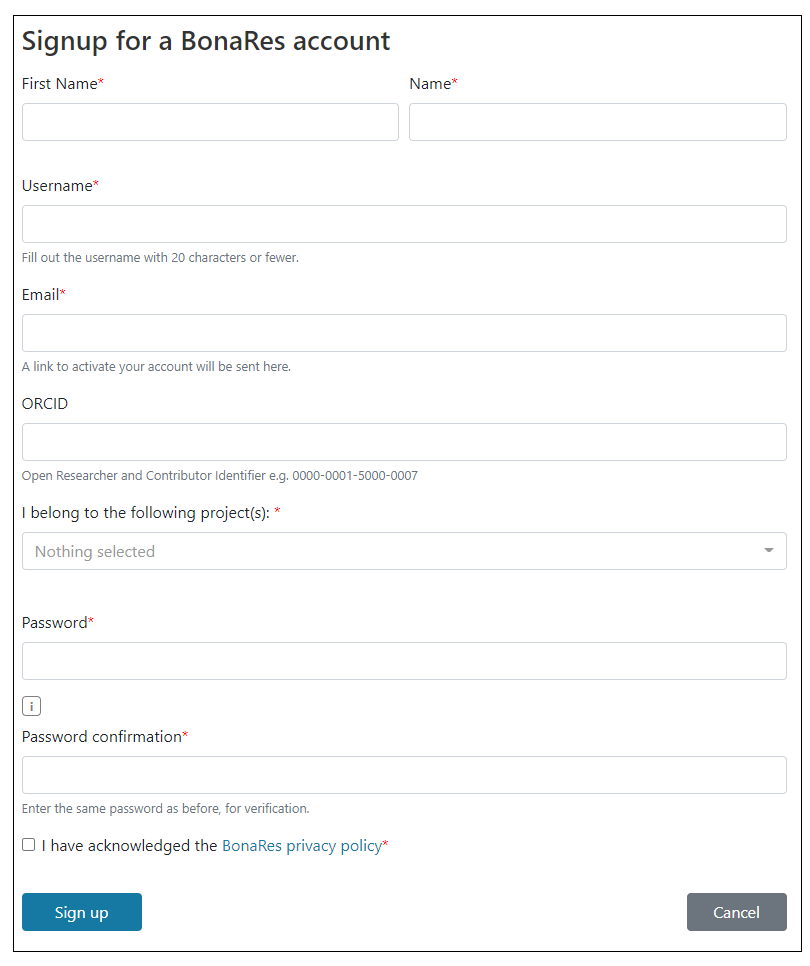 Signup for a BonaRes account
First Name* Name*
Username*
Fill out the username with 20 characters or fewer.
Email*
A link to activate your account will be sent here.
ORCID
Open Researcher and Contributor Identifier e.g. 0000-0001-5000-0007
I belong to the following project(s): *
Nothing selected
Password*
i
Password confirmation*
Enter the same password as before, for verification.
I have acknowledged the BonaRes privacy policy*
Sign up Cancel